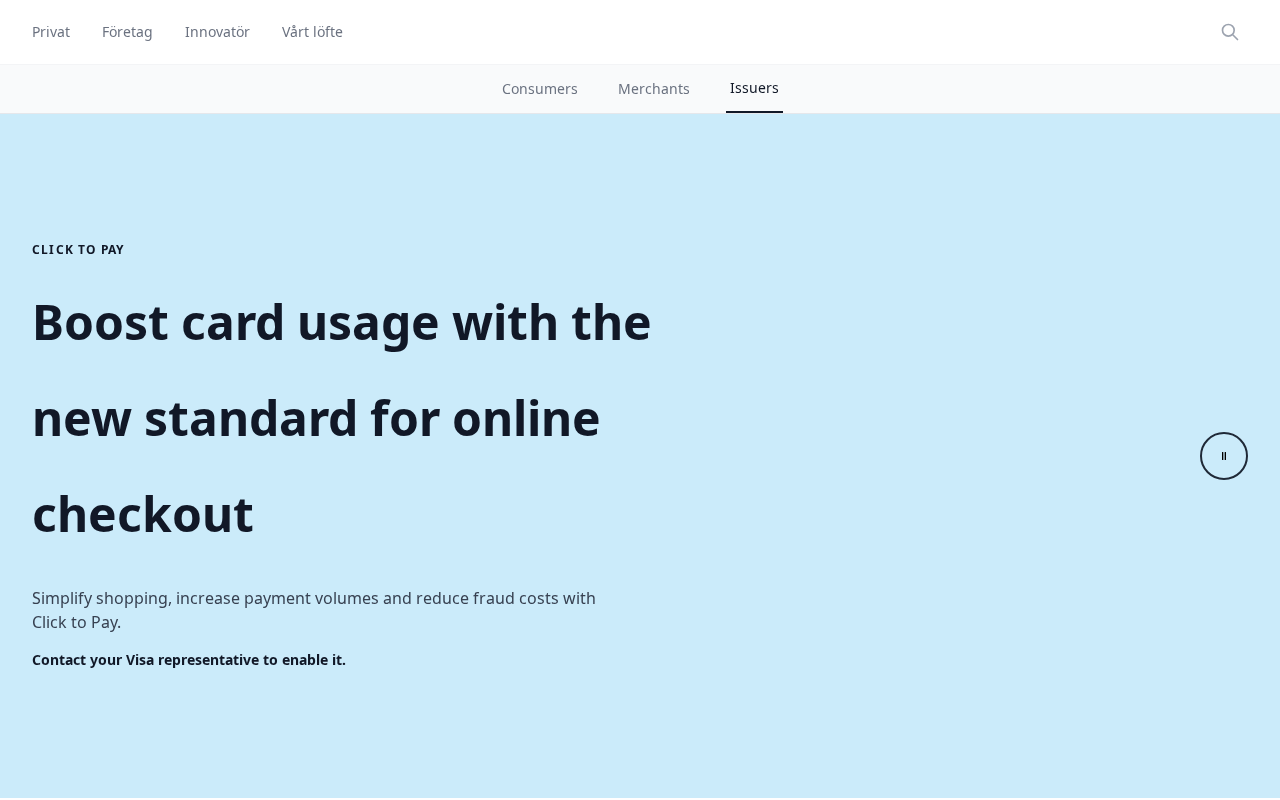 Privat Företag Innovatör Vårt löfte
Consumers Merchants Issuers
CLICK TO PAY
Boost card usage with the
new standard for online
checkout
Simplify shopping, increase payment volumes and reduce fraud costs with
Click to Pay.
Contact your Visa representative to enable it.